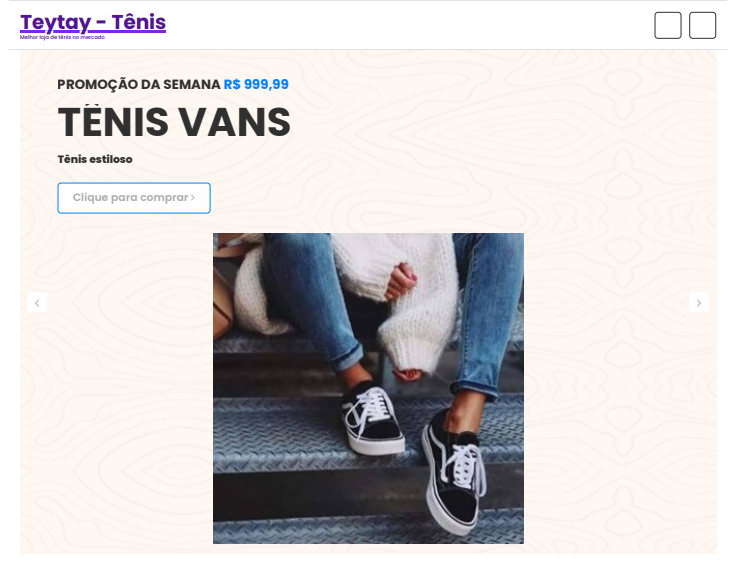 Teytay - Tênis
Melhor loja de tênis no mercado
PROMOÇÃO DA SEMANA R$ 999,99
TÊNIS VANS
Tênis estiloso
Clique para comprar ›